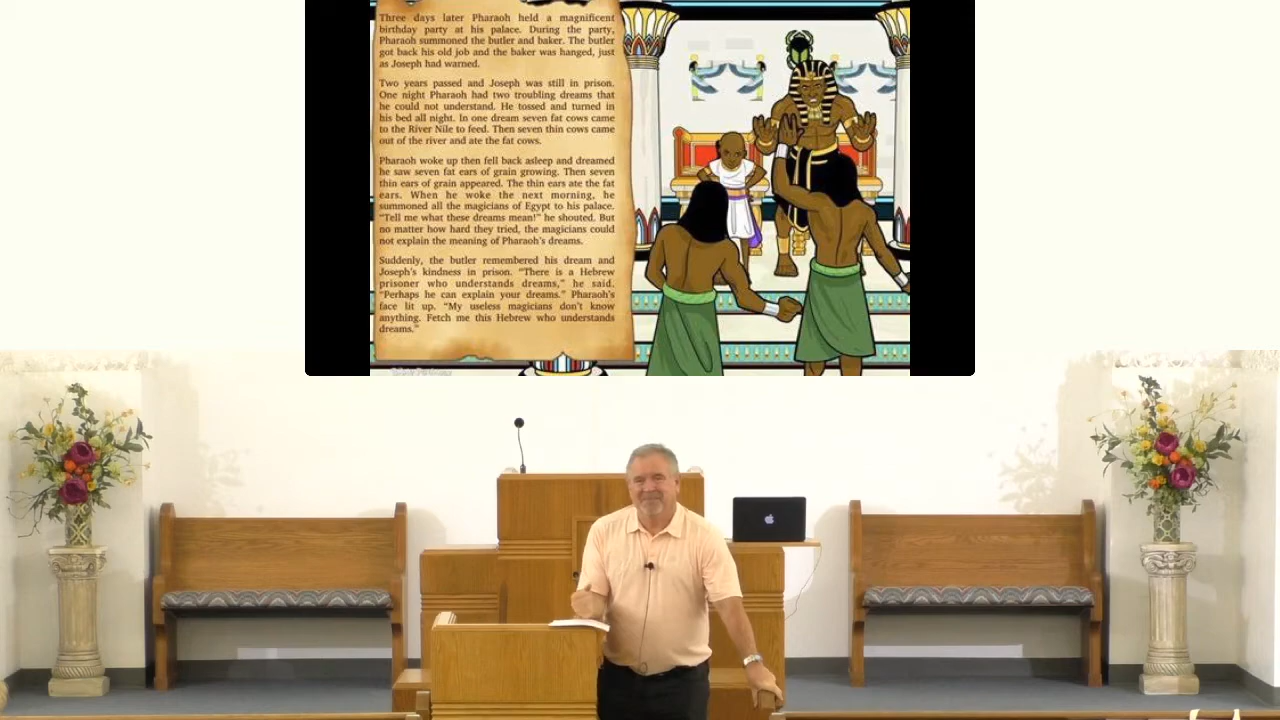 Three days later Pharaoh held a magnificent
birthday party at his palace. During the party,
Pharaoh summoned the butler and baker. The butler
got back his old job and the baker was hanged, just
as Joseph had warned.
Two years passed and Joseph was still in prison.
One night Pharaoh had two troubling dreams that
he could not understand. He tossed and turned in
his bed all night. In one dream seven fat cows came
to the River Nile to feed. Then seven thin cows came
out of the river and ate the fat cows.
Pharaoh woke up then fell back asleep and dreamed
he saw seven fat ears of grain growing. Then seven
thin ears of grain appeared. The thin ears ate the fat
ears. When he woke the next morning, he
summoned all the magicians of Egypt to his palace.
“Tell me what these dreams mean!” he shouted. But
no matter how hard they tried, the magicians could
not explain the meaning of Pharaoh’s dreams.
Suddenly, the butler remembered his dream and
Joseph’s kindness in prison. “There is a Hebrew
prisoner who understands dreams,” he said.
“Perhaps he can explain your dreams.” Pharaoh’s
face lit up. “My useless magicians don’t know
anything. Fetch me this Hebrew who understands
dreams.”